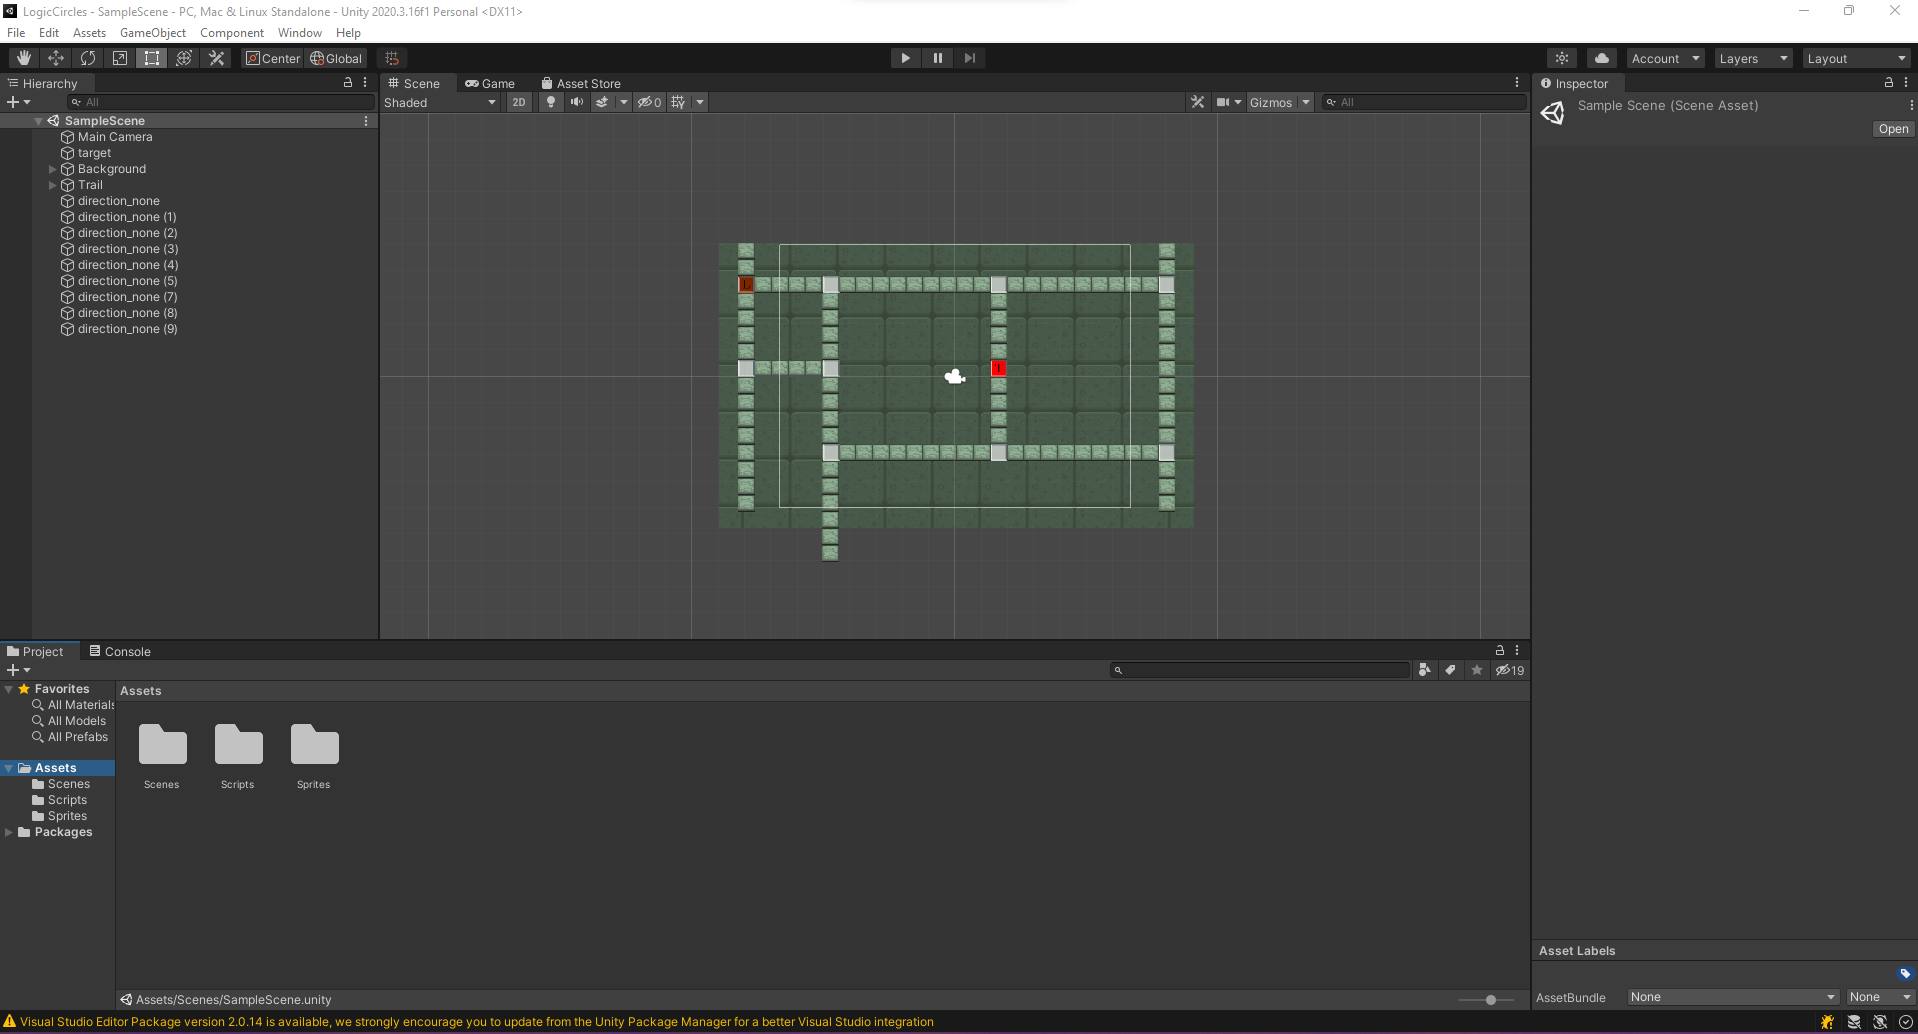 LogicCircles - SampleScene - PC, Mac & Linux Standalone - Unity 2020.3.16f1 Personal <DX11>
File Edit Assets GameObject Component Window Help
Center Global Account Layers Layout
Hierarchy
All
SampleScene
Main Camera
target
Background
Trail
direction_none
direction_none (1)
direction_none (2)
direction_none (3)
direction_none (4)
direction_none (5)
direction_none (7)
direction_none (8)
direction_none (9)
Scene Game Asset Store
Shaded 2D 0 Gizmos All
L
T
Inspector
Sample Scene (Scene Asset)
Open
Project Console
19
Favorites
All Materials
All Models
All Prefabs
Assets
Scenes
Scripts
Sprites
Packages
Assets
Scenes Scripts Sprites
Assets/Scenes/SampleScene.unity
Asset Labels
AssetBundle None None
Visual Studio Editor Package version 2.0.14 is available, we strongly encourage you to update from the Unity Package Manager for a better Visual Studio integration